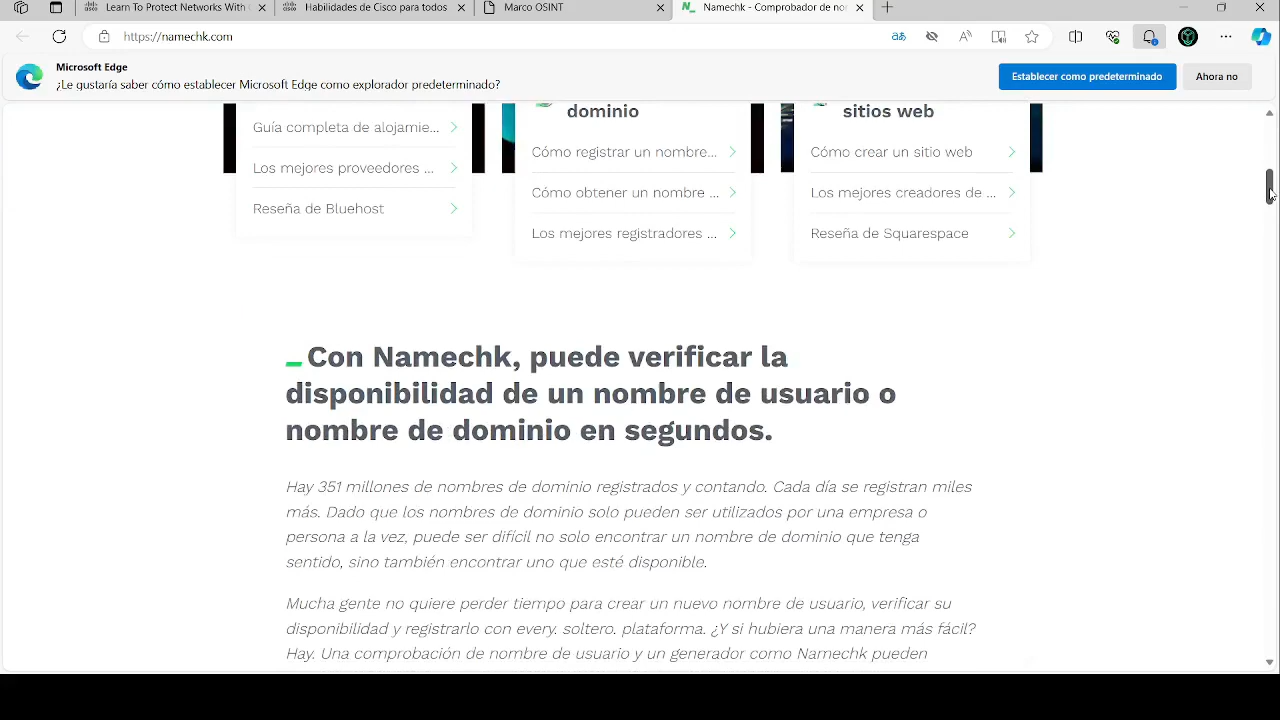 Learn To Protect Networks With
Habilidades de Cisco para todos
Marco OSINT
Namechk - Comprobador de no
https://namechk.com
Microsoft Edge
¿Le gustaría saber cómo establecer Microsoft Edge como explorador predeterminado?
Establecer como predeterminado
Ahora no
Guía completa de alojamie...
Los mejores proveedores ...
Reseña de Bluehost
dominio
Cómo registrar un nombre...
Cómo obtener un nombre ...
Los mejores registradores ...
sitios web
Cómo crear un sitio web
Los mejores creadores de ...
Reseña de Squarespace
Con Namechk, puede verificar la
disponibilidad de un nombre de usuario o
nombre de dominio en segundos.
Hay 351 millones de nombres de dominio registrados y contando. Cada día se registran miles
más. Dado que los nombres de dominio solo pueden ser utilizados por una empresa o
persona a la vez, puede ser difícil no solo encontrar un nombre de dominio que tenga
sentido, sino también encontrar uno que esté disponible.
Mucha gente no quiere perder tiempo para crear un nuevo nombre de usuario, verificar su
disponibilidad y registrarlo con every. soltero. plataforma. ¿Y si hubiera una manera más fácil?
Hay. Una comprobación de nombre de usuario y un generador como Namechk pueden